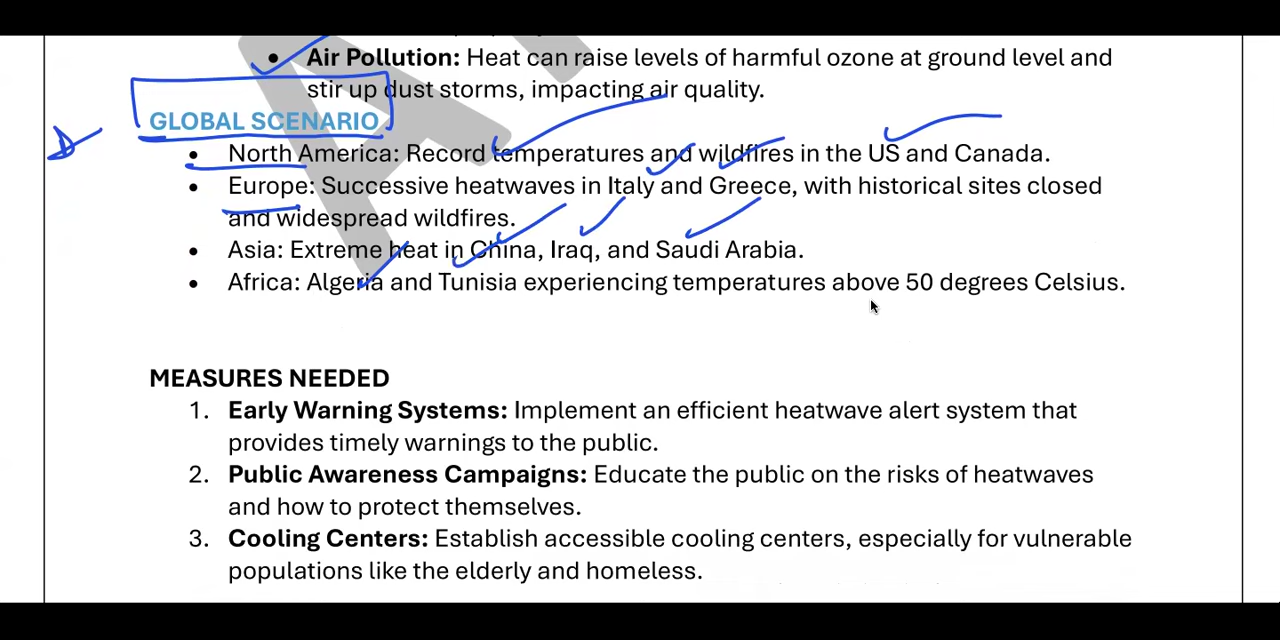 • Air Pollution: Heat can raise levels of harmful ozone at ground level and
stir up dust storms, impacting air quality.
GLOBAL SCENARIO
• North America: Record temperatures and wildfires in the US and Canada.
• Europe: Successive heatwaves in Italy and Greece, with historical sites closed
and widespread wildfires.
• Asia: Extreme heat in China, Iraq, and Saudi Arabia.
• Africa: Algeria and Tunisia experiencing temperatures above 50 degrees Celsius.
MEASURES NEEDED
1. Early Warning Systems: Implement an efficient heatwave alert system that
provides timely warnings to the public.
2. Public Awareness Campaigns: Educate the public on the risks of heatwaves
and how to protect themselves.
3. Cooling Centers: Establish accessible cooling centers, especially for vulnerable
populations like the elderly and homeless.